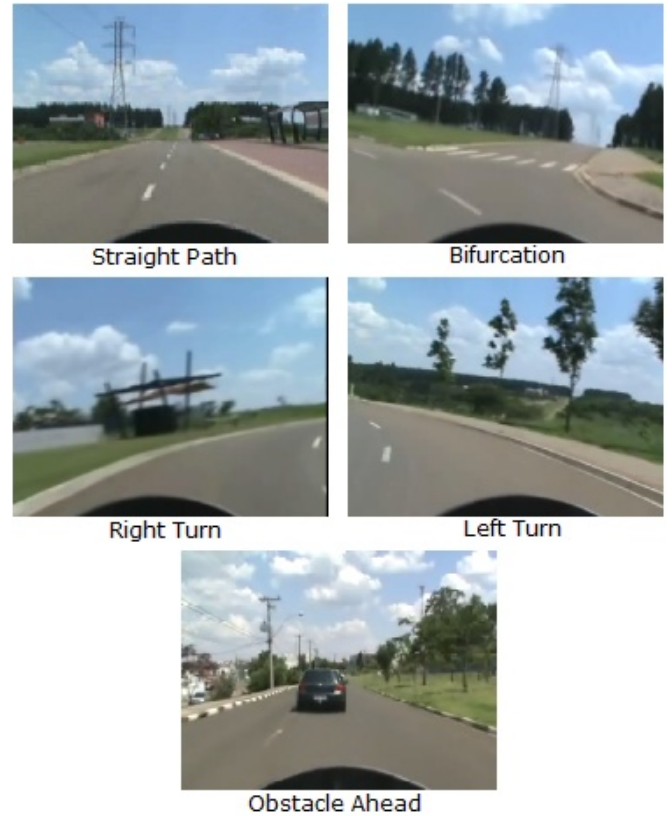 Straight Path
Bifurcation
Right Turn
Left Turn
Obstacle Ahead